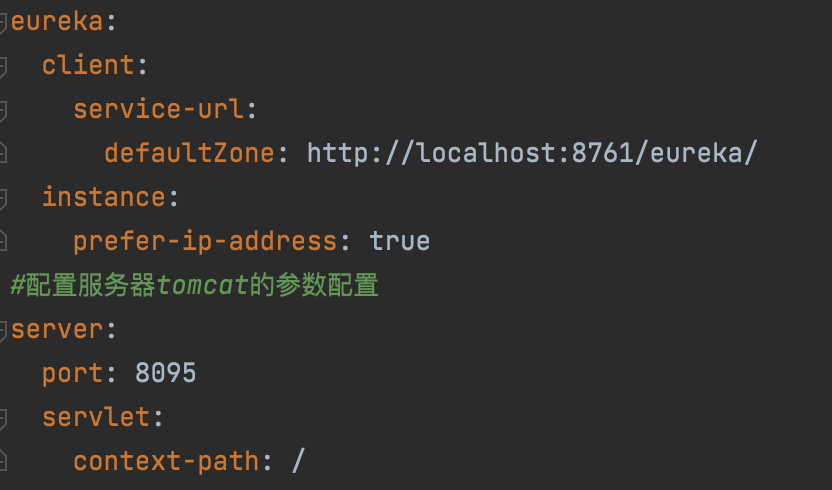 eureka:
  client:
    service-url:
      defaultZone: http://localhost:8761/eureka/
  instance:
    prefer-ip-address: true
#配置服务器tomcat的参数配置
server:
  port: 8095
  servlet:
    context-path: /